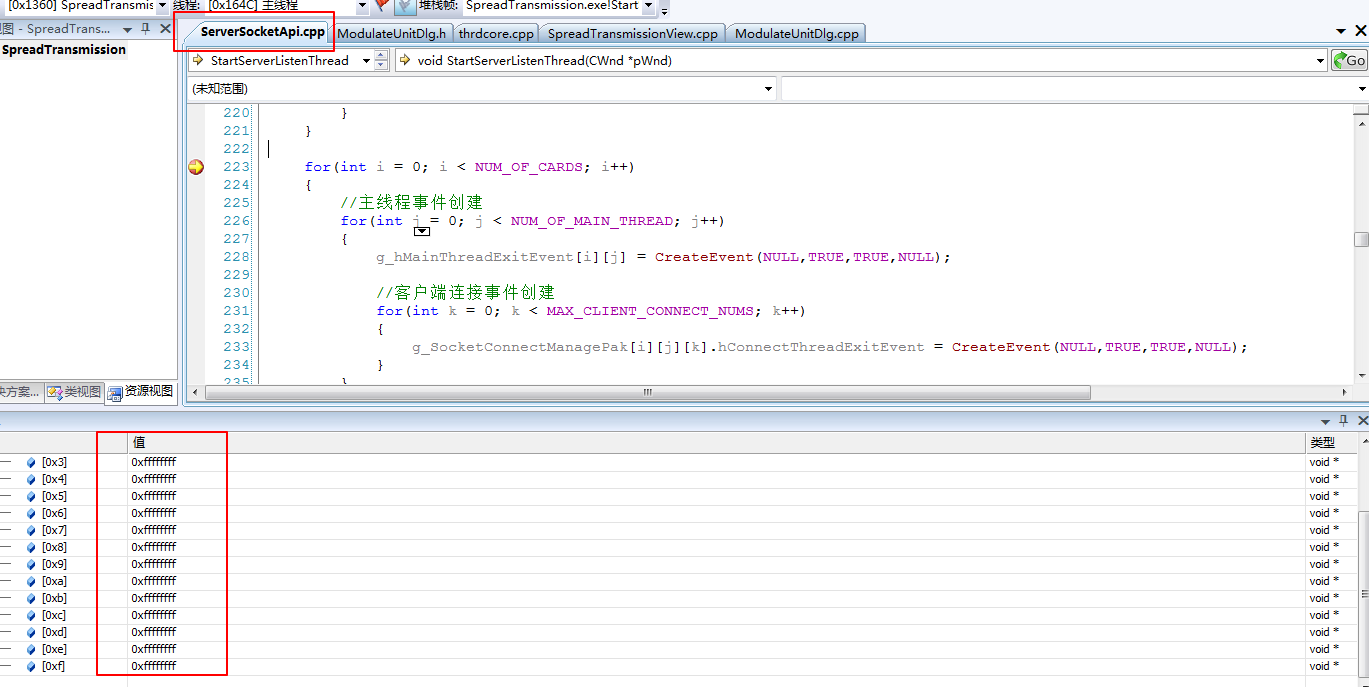 [0x1360] SpreadTransmission 线程: [0x164C] 主线程 堆栈帧: SpreadTransmission.exe!Start
图 - SpreadTrans...
ServerSocketApi.cpp ModulateUnitDlg.h thrdcore.cpp SpreadTransmissionView.cpp ModulateUnitDlg.cpp
SpreadTransmission
StartServerListenThread void StartServerListenThread(CWnd *pWnd) Go
(未知范围)
220 }
221 }
222
223 for(int i = 0; i < NUM_OF_CARDS; i++)
224 {
225 //主线程事件创建
226 for(int j = 0; j < NUM_OF_MAIN_THREAD; j++)
227 {
228 g_hMainThreadExitEvent[i][j] = CreateEvent(NULL,TRUE,TRUE,NULL);
229
230 //客户端连接事件创建
231 for(int k = 0; k < MAX_CLIENT_CONNECT_NUMS; k++)
232 {
233 g_SocketConnectManagePak[i][j][k].hConnectThreadExitEvent = CreateEvent(NULL,TRUE,TRUE,NULL);
234 }
235 }
决方案... 类视图 资源视图
值 类型
[0x3] 0xffffffff void *
[0x4] 0xffffffff void *
[0x5] 0xffffffff void *
[0x6] 0xffffffff void *
[0x7] 0xffffffff void *
[0x8] 0xffffffff void *
[0x9] 0xffffffff void *
[0xa] 0xffffffff void *
[0xb] 0xffffffff void *
[0xc] 0xffffffff void *
[0xd] 0xffffffff void *
[0xe] 0xffffffff void *
[0xf] 0xffffffff void *